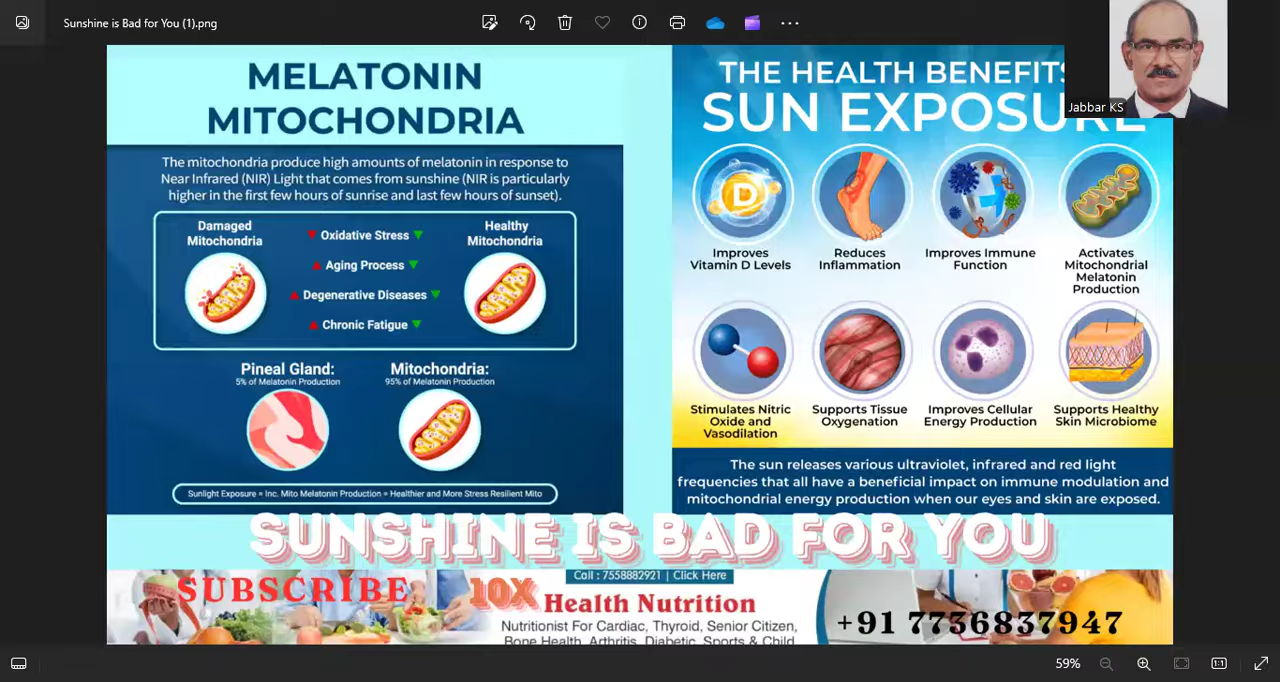 Sunshine is Bad for You (1).png
MELATONIN
MITOCHONDRIA
The mitochondria produce high amounts of melatonin in response to
Near Infrared (NIR) Light that comes from sunshine (NIR is particularly
higher in the first few hours of sunrise and last few hours of sunset).
Damaged
Mitochondria
Oxidative Stress
Aging Process
Degenerative Diseases
Chronic Fatigue
Healthy
Mitochondria
Pineal Gland:
5% of Melatonin Production
Mitochondria:
95% of Melatonin Production
Sunlight Exposure = Inc. Mito Melatonin Production = Healthier and More Stress Resilient Mito
THE HEALTH BENEFITS
SUN EXPOSURE
Jabbar KS
D
Improves
Vitamin D Levels
Reduces
Inflammation
Improves Immune
Function
Activates
Mitochondrial
Melatonin
Production
Stimulates Nitric
Oxide and
Vasodilation
Supports Tissue
Oxygenation
Improves Cellular
Energy Production
Supports Healthy
Skin Microbiome
The sun releases various ultraviolet, infrared and red light
frequencies that all have a beneficial impact on immune modulation and
mitochondrial energy production when our eyes and skin are exposed.
SUNSHINE IS BAD FOR YOU
SUBSCRIBE
10X
Call : 7558882921 | Click Here
Health Nutrition
Nutritionist For Cardiac, Thyroid, Senior Citizen,
Bone Health, Arthritis, Diabetic, Sports & Child
+91 7736837947
59%
1:1